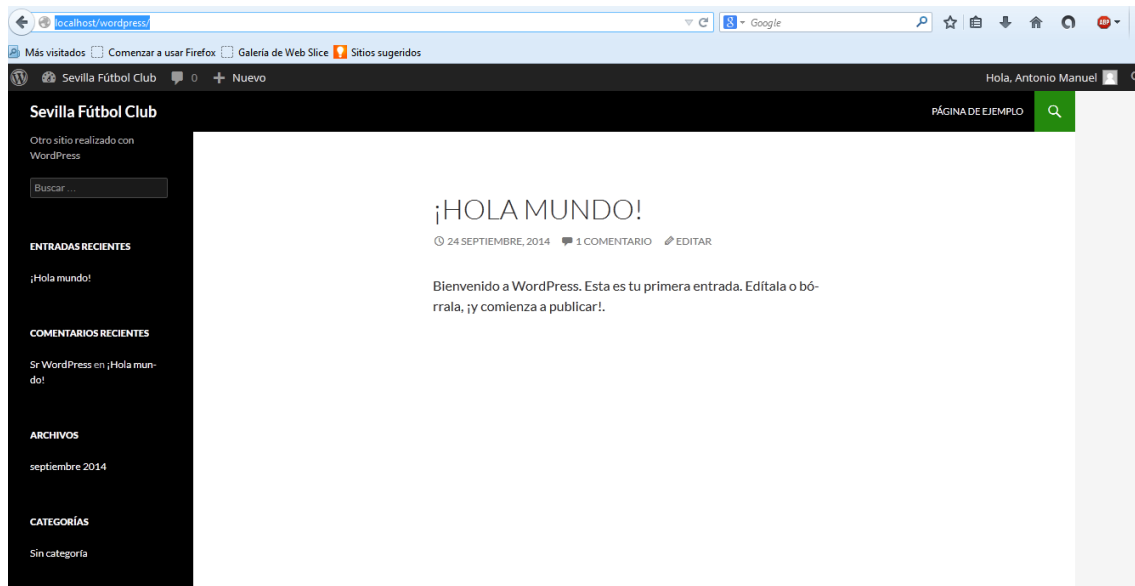 localhost/wordpress/
Google
Más visitados Comenzar a usar Firefox Galería de Web Slice Sitios sugeridos
Sevilla Fútbol Club 0 + Nuevo Hola, Antonio Manuel
Sevilla Fútbol Club PÁGINA DE EJEMPLO
Otro sitio realizado con
WordPress
Buscar ...
¡HOLA MUNDO!
24 SEPTIEMBRE, 2014 1 COMENTARIO EDITAR
Bienvenido a WordPress. Esta es tu primera entrada. Edítala o bó-
rrala, ¡y comienza a publicar!.
ENTRADAS RECIENTES
¡Hola mundo!
COMENTARIOS RECIENTES
Sr WordPress en ¡Hola mun-
do!
ARCHIVOS
septiembre 2014
CATEGORÍAS
Sin categoría